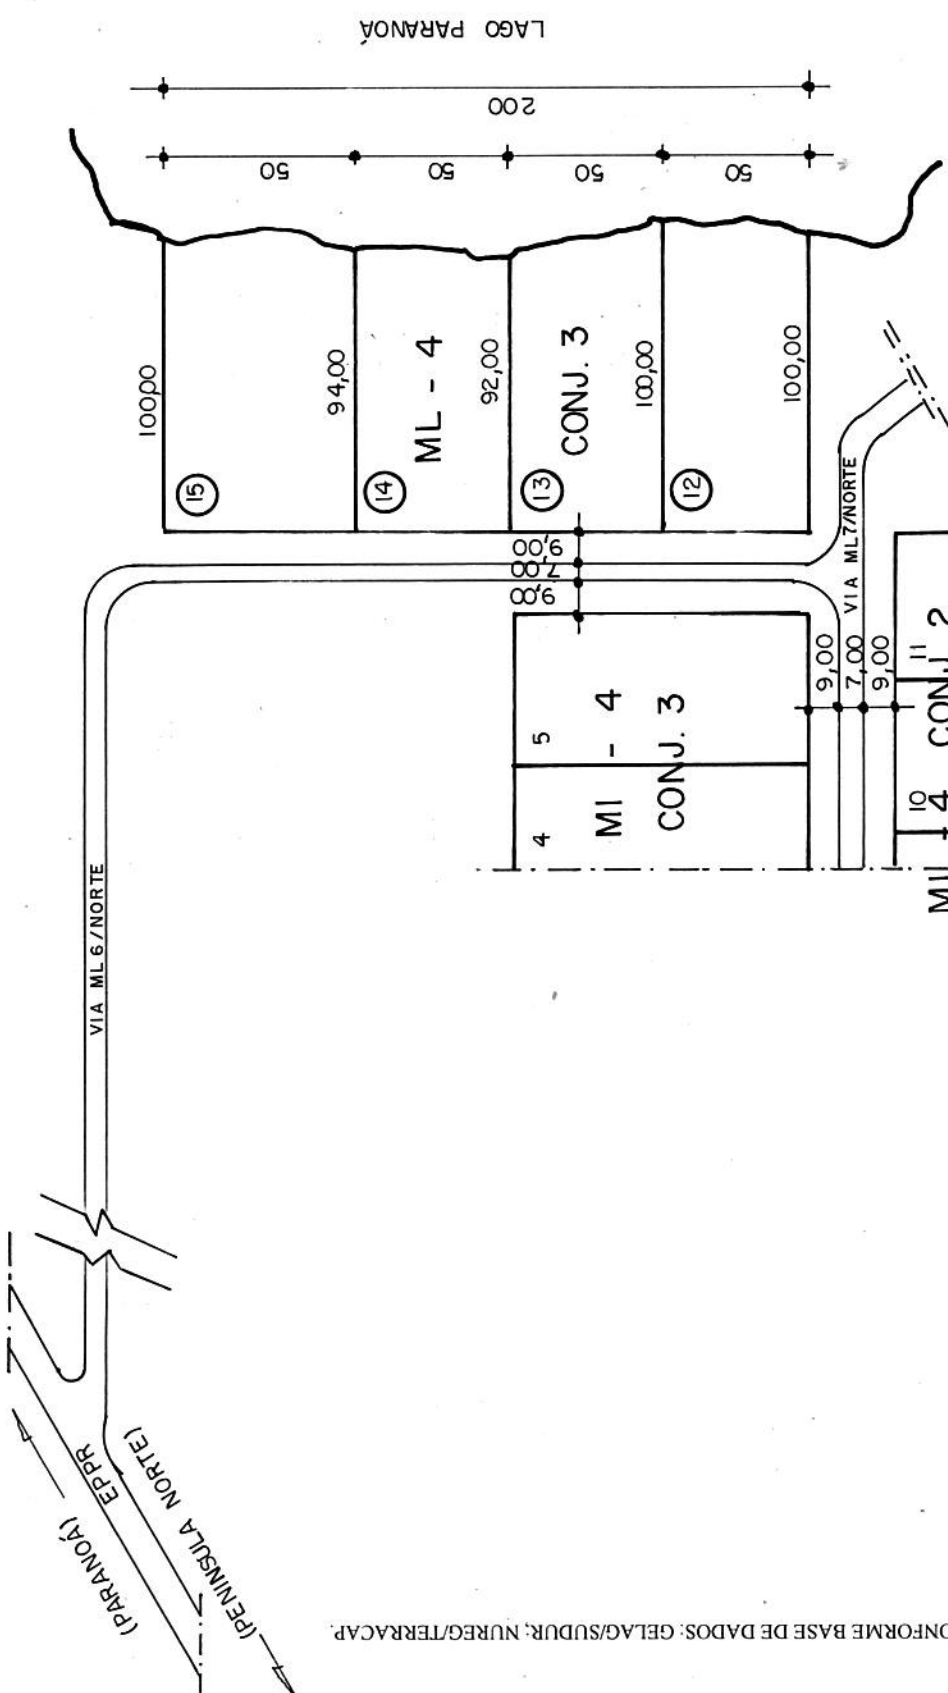 LAGO PARANOÁ
200
50
50
50
50
100,00
94,00
92,00
100,00
100,00
ML - 4
CONJ. 3
15
14
13
12
9,00
7,00
9,00
VIA ML7/NORTE
9,00
7,00
9,00
5
4
MI - 4
CONJ. 3
11
10
CONJ 2
4
VIA ML 6/NORTE
EPPR
(PARANOÁ)
(PENINSULA NORTE)
ONFORME BASE DE DADOS: GELAG/SUDUR; NUREG/TERRACAP.